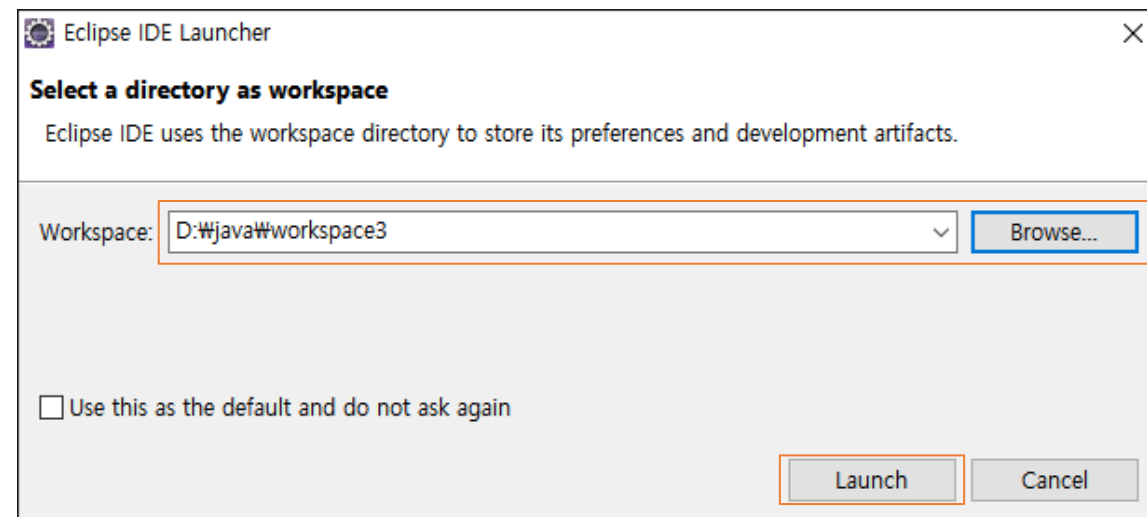 Eclipse IDE Launcher
Select a directory as workspace
Eclipse IDE uses the workspace directory to store its preferences and development artifacts.
Workspace: D:₩java₩workspace3 Browse...
Use this as the default and do not ask again
Launch Cancel